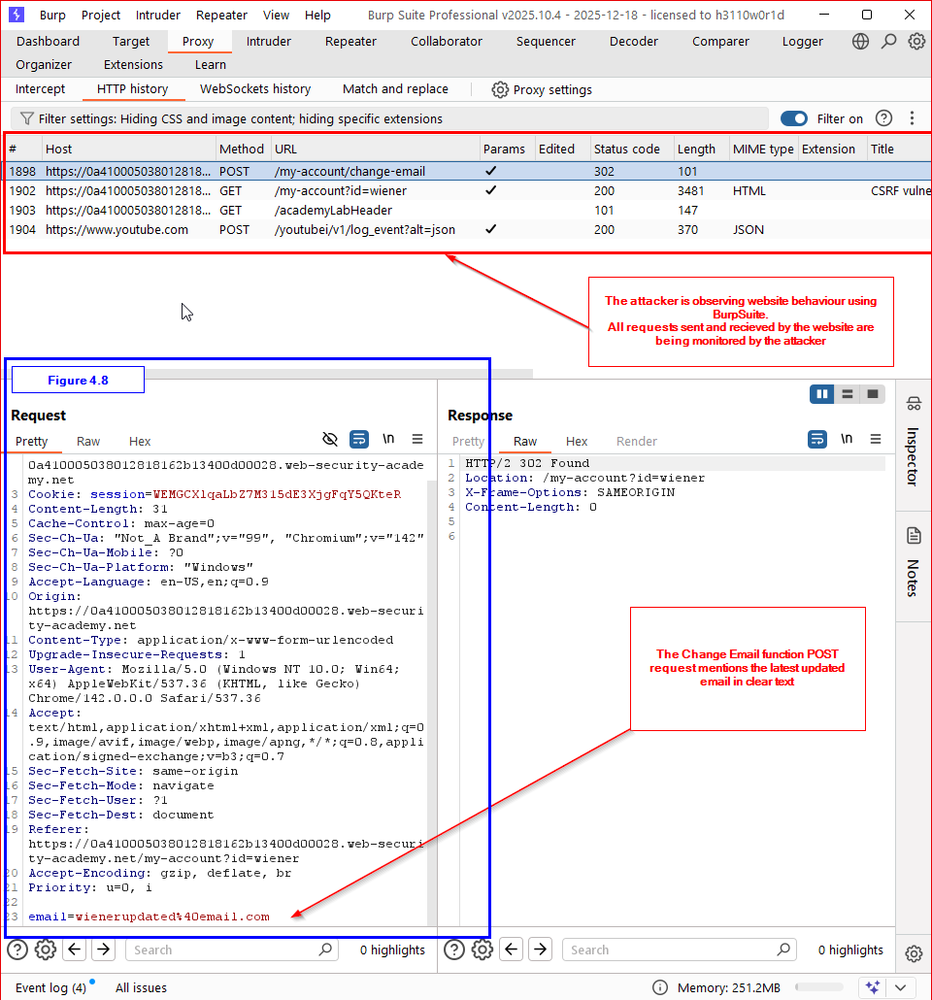 Burp Project Intruder Repeater View Help Burp Suite Professional v2025.10.4 - 2025-12-18 - licensed to h3110w0r1d
Dashboard Target Proxy Intruder Repeater Collaborator Sequencer Decoder Comparer Logger
Organizer Extensions Learn
Intercept HTTP history WebSockets history Match and replace Proxy settings
Filter settings: Hiding CSS and image content; hiding specific extensions Filter on
# Host Method URL Params Edited Status code Length MIME type Extension Title
1898 https://0a410005038012818... POST /my-account/change-email ✓ 302 101
1902 https://0a410005038012818... GET /my-account?id=wiener ✓ 200 3481 HTML CSRF vulne
1903 https://0a410005038012818... GET /academyLabHeader 101 147
1904 https://www.youtube.com POST /youtubei/v1/log_event?alt=json ✓ 200 370 JSON
The attacker is observing website behaviour using
BurpSuite.
All requests sent and recieved by the website are
being monitored by the attacker
Figure 4.8
Request
Pretty Raw Hex \n
0a410005038012818162b13400d00028.web-security-acade
my.net
3 Cookie: session=WEMGCXlqaLbZ7M315dE3XjgFqY5QKteR
4 Content-Length: 31
5 Cache-Control: max-age=0
6 Sec-Ch-Ua: "Not_A Brand";v="99", "Chromium";v="142"
7 Sec-Ch-Ua-Mobile: ?0
8 Sec-Ch-Ua-Platform: "Windows"
9 Accept-Language: en-US,en;q=0.9
10 Origin:
https://0a410005038012818162b13400d00028.web-securi
ty-academy.net
11 Content-Type: application/x-www-form-urlencoded
12 Upgrade-Insecure-Requests: 1
13 User-Agent: Mozilla/5.0 (Windows NT 10.0; Win64;
x64) AppleWebKit/537.36 (KHTML, like Gecko)
Chrome/142.0.0.0 Safari/537.36
14 Accept:
text/html,application/xhtml+xml,application/xml;q=0
.9,image/avif,image/webp,image/apng,*/*;q=0.8,appli
cation/signed-exchange;v=b3;q=0.7
15 Sec-Fetch-Site: same-origin
16 Sec-Fetch-Mode: navigate
17 Sec-Fetch-User: ?1
18 Sec-Fetch-Dest: document
19 Referer:
https://0a410005038012818162b13400d00028.web-securi
ty-academy.net/my-account?id=wiener
20 Accept-Encoding: gzip, deflate, br
21 Priority: u=0, i
22
23 email=wienerupdated%40email.com
Search 0 highlights
Response
Pretty Raw Hex Render \n
1 HTTP/2 302 Found
2 Location: /my-account?id=wiener
3 X-Frame-Options: SAMEORIGIN
4 Content-Length: 0
5
6
The Change Email function POST
request mentions the latest updated
email in clear text
Search 0 highlights
Inspector
Notes
Event log (4) All issues Memory: 251.2MB